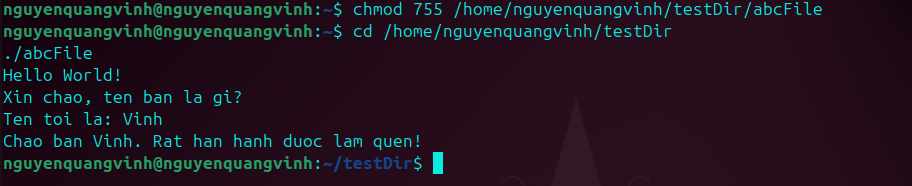 nguyenquangvinh@nguyenquangvinh:~$ chmod 755 /home/nguyenquangvinh/testDir/abcFile
nguyenquangvinh@nguyenquangvinh:~$ cd /home/nguyenquangvinh/testDir
./abcFile
Hello World!
Xin chao, ten ban la gi?
Ten toi la: Vinh
Chao ban Vinh. Rat han hanh duoc lam quen!
nguyenquangvinh@nguyenquangvinh:~/testDir$